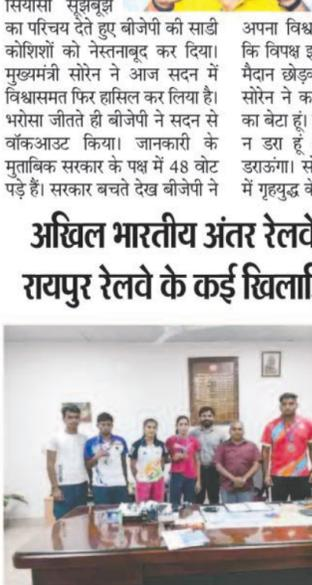 सियासी सूझबूझ
का परिचय देते हुए बीजेपी की साडी
कोशिशों को नेस्तनाबूद कर दिया।
मुख्यमंत्री सोरेन ने आज सदन में
विश्वासमत फिर हासिल कर लिया है।
भरोसा जीतते ही बीजेपी ने सदन से
वॉकआउट किया। जानकारी के
मुताबिक सरकार के पक्ष में 48 वोट
पड़े हैं। सरकार बचते देख बीजेपी ने
अपना विश्व
कि विपक्ष इ
मैदान छोड़व
सोरेन ने क
का बेटा हूं।
न डरा हूं
डराऊंगा। सं
में गृहयुद्ध के
अखिल भारतीय अंतर रेलवे
रायपुर रेलवे के कई खिलाि